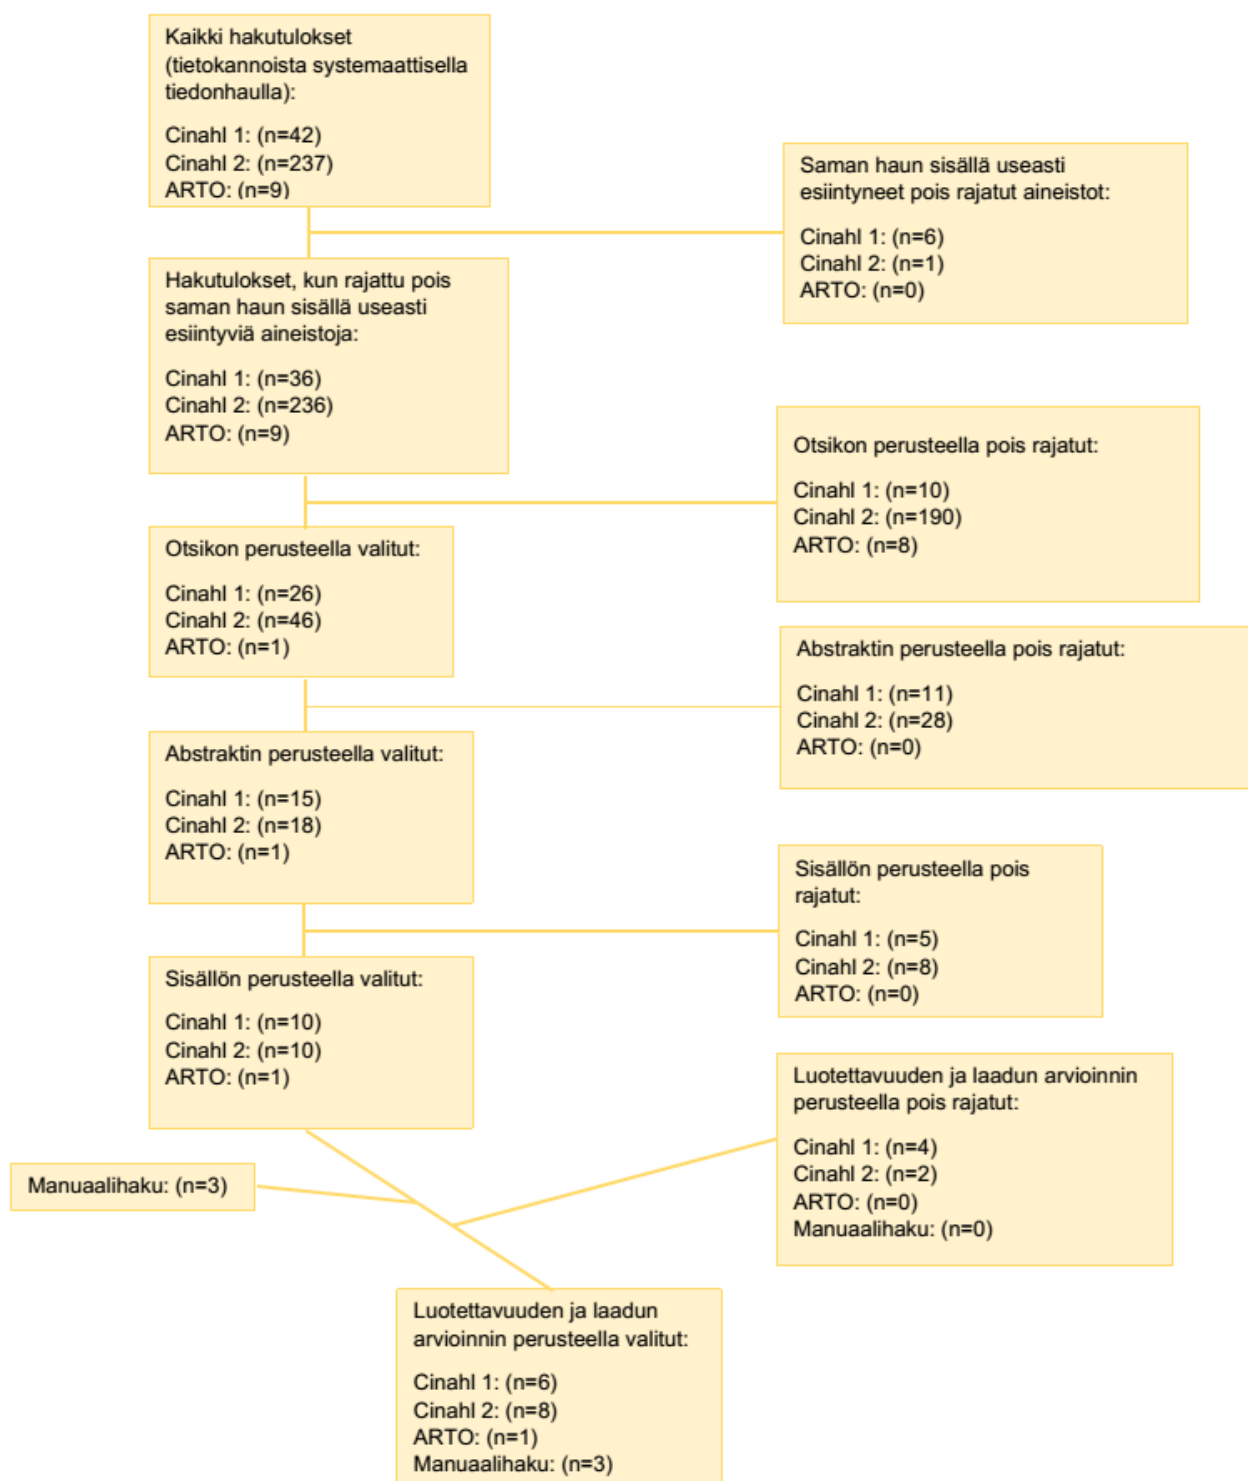 Kaikki hakutulokset
(tietokannoista systemaattisella
tiedonhaulla):
Cinahl 1: (n=42)
Cinahl 2: (n=237)
ARTO: (n=9)
Saman haun sisällä useasti
esiintyneet pois rajatut aineistot:
Cinahl 1: (n=6)
Cinahl 2: (n=1)
ARTO: (n=0)
Hakutulokset, kun rajattu pois
saman haun sisällä useasti
esiintyviä aineistoja:
Cinahl 1: (n=36)
Cinahl 2: (n=236)
ARTO: (n=9)
Otsikon perusteella pois rajatut:
Cinahl 1: (n=10)
Cinahl 2: (n=190)
ARTO: (n=8)
Otsikon perusteella valitut:
Cinahl 1: (n=26)
Cinahl 2: (n=46)
ARTO: (n=1)
Abstraktin perusteella pois rajatut:
Cinahl 1: (n=11)
Cinahl 2: (n=28)
ARTO: (n=0)
Abstraktin perusteella valitut:
Cinahl 1: (n=15)
Cinahl 2: (n=18)
ARTO: (n=1)
Sisällön perusteella pois
rajatut:
Cinahl 1: (n=5)
Cinahl 2: (n=8)
ARTO: (n=0)
Sisällön perusteella valitut:
Cinahl 1: (n=10)
Cinahl 2: (n=10)
ARTO: (n=1)
Luotettavuuden ja laadun arvioinnin
perusteella pois rajatut:
Cinahl 1: (n=4)
Cinahl 2: (n=2)
ARTO: (n=0)
Manuaalihaku: (n=0)
Manuaalihaku: (n=3)
Luotettavuuden ja laadun
arvioinnin perusteella valitut:
Cinahl 1: (n=6)
Cinahl 2: (n=8)
ARTO: (n=1)
Manuaalihaku: (n=3)